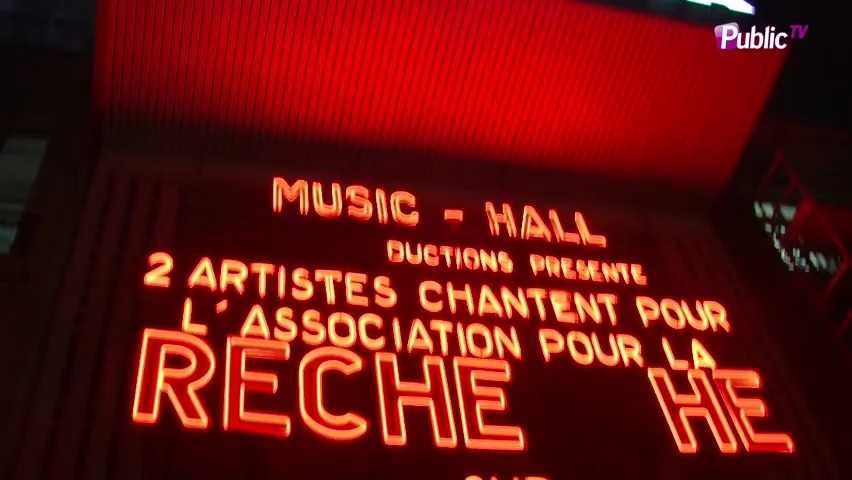 Public TV
MUSIC - HALL
DUCTIONS PRESENTE
2 ARTISTES CHANTENT POUR
L'ASSOCIATION POUR LA
RECHE HE